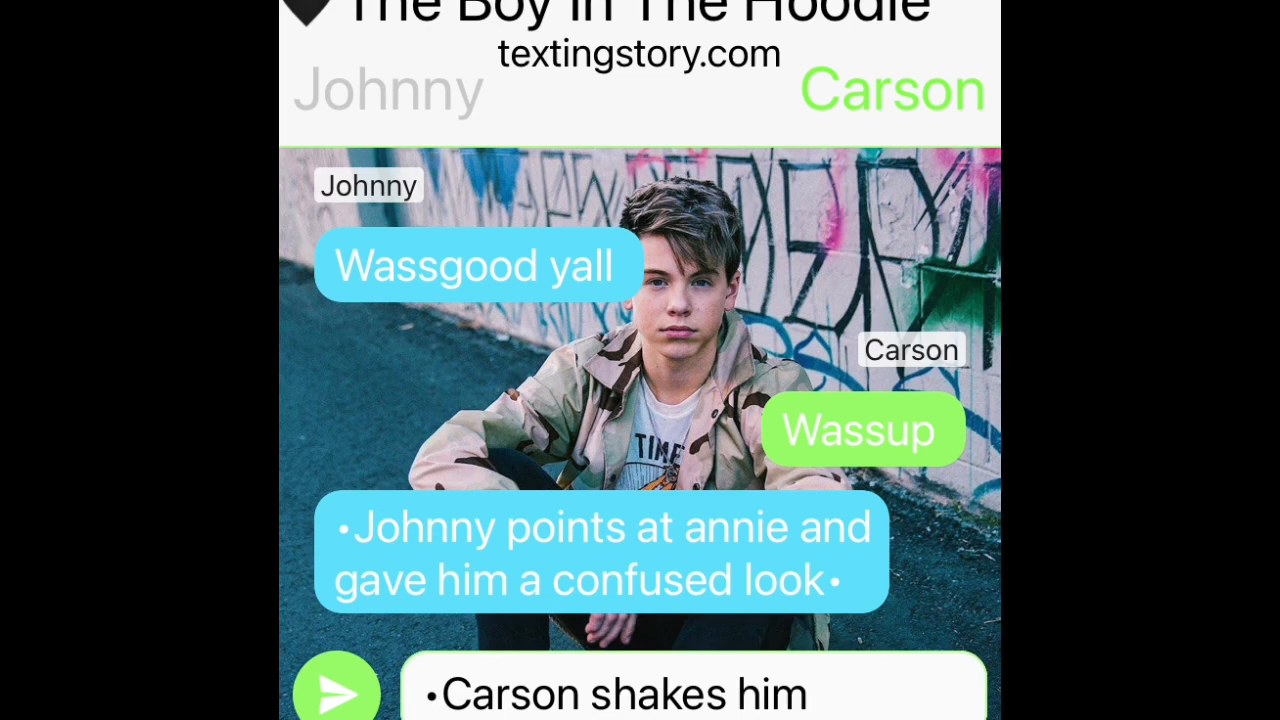 The Boy In The Hoodie
textingstory.com
Johnny
Carson
Johnny
Wassgood yall
Carson
Wassup
TIME
•Johnny points at annie and
gave him a confused look•
•Carson shakes him